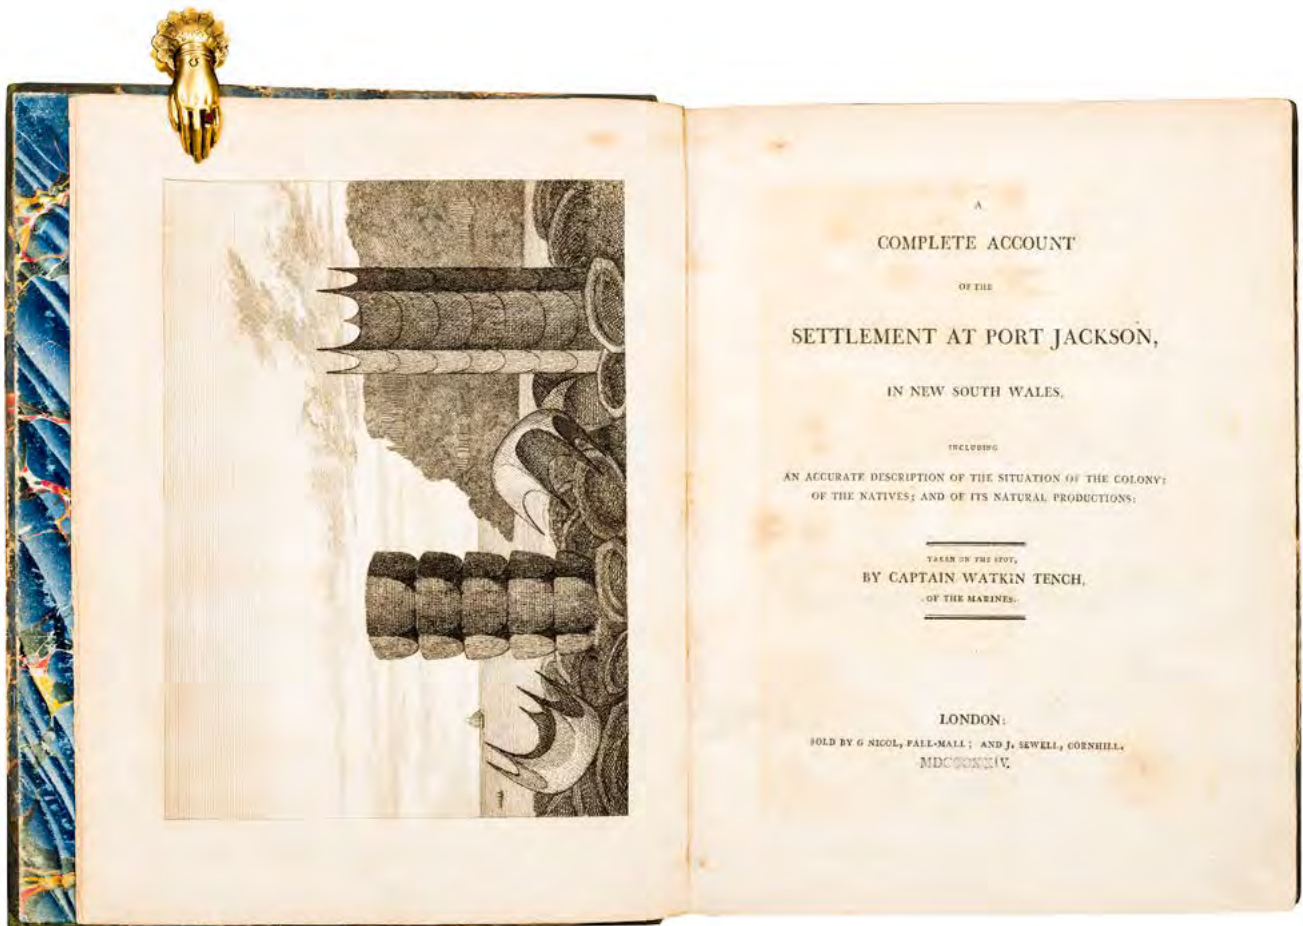 A
COMPLETE ACCOUNT
OF THE
SETTLEMENT AT PORT JACKSON,
IN NEW SOUTH WALES,
INCLUDING
AN ACCURATE DESCRIPTION OF THE SITUATION OF THE COLONY;
OF THE NATIVES; AND OF ITS NATURAL PRODUCTIONS:
TAKEN ON THE SPOT,
BY CAPTAIN WATKIN TENCH,
OF THE MARINES.
LONDON:
SOLD BY G NICOL, PALL-MALL; AND J. SEWELL, CORNHILL.